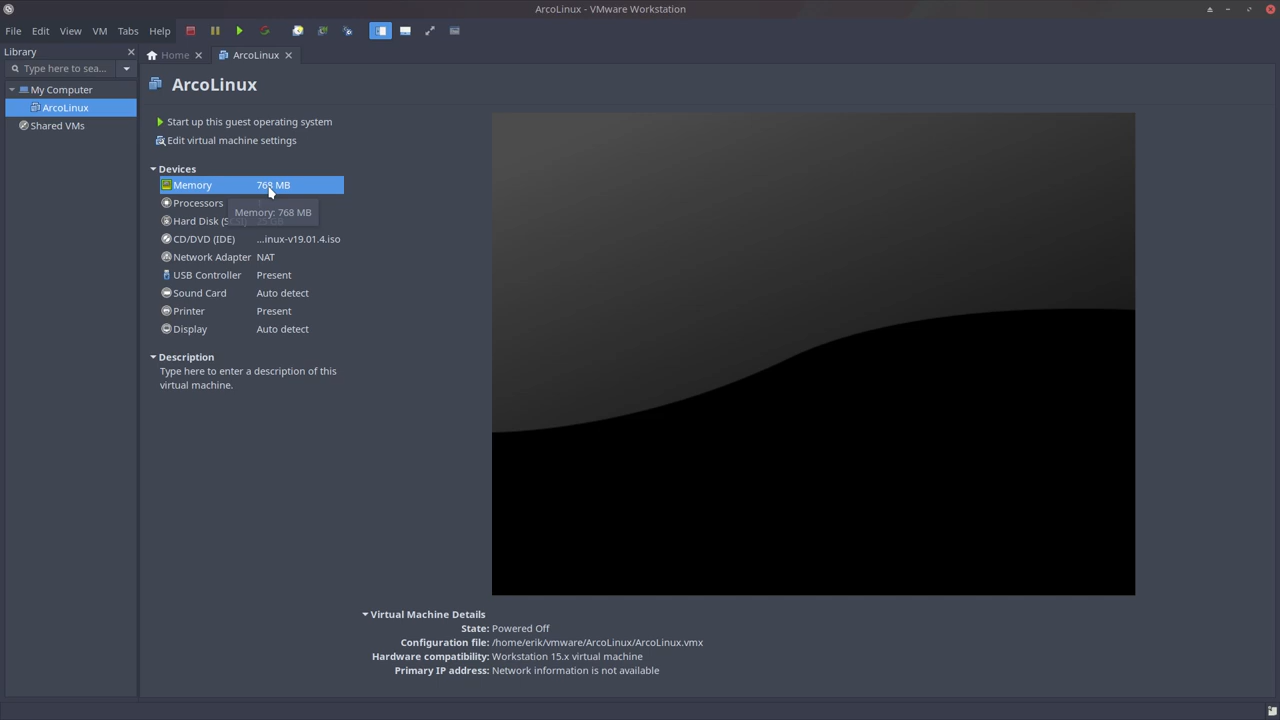 ArcoLinux - VMware Workstation
File Edit View VM Tabs Help
Library
Type here to sea...
My Computer
ArcoLinux
Shared VMs
Home
ArcoLinux
ArcoLinux
Start up this guest operating system
Edit virtual machine settings
Devices
Memory 768 MB
Processors
Memory: 768 MB
Hard Disk
CD/DVD (IDE) ...inux-v19.01.4.iso
Network Adapter NAT
USB Controller Present
Sound Card Auto detect
Printer Present
Display Auto detect
Description
Type here to enter a description of this
virtual machine.
Virtual Machine Details
State: Powered Off
Configuration file: /home/erik/vmware/ArcoLinux/ArcoLinux.vmx
Hardware compatibility: Workstation 15.x virtual machine
Primary IP address: Network information is not available